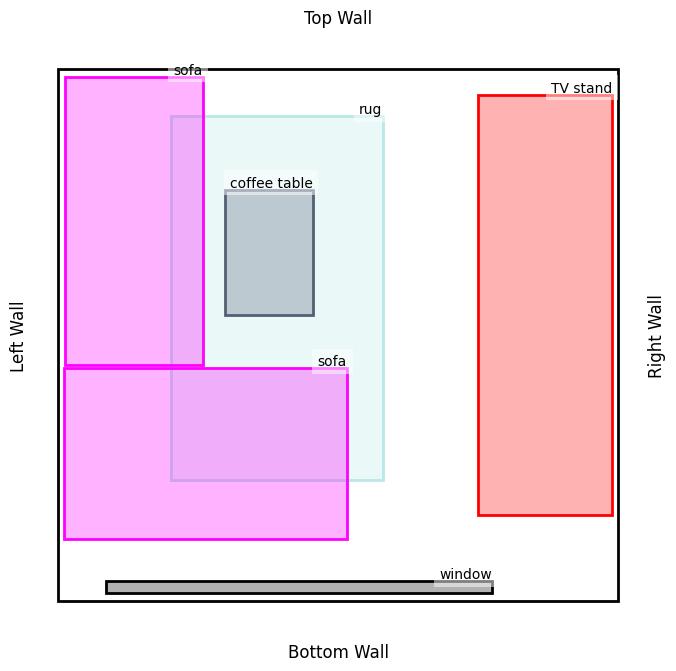 Top Wall
sofa
TV stand
rug
coffee table
Left Wall
Right Wall
sofa
window
Bottom Wall